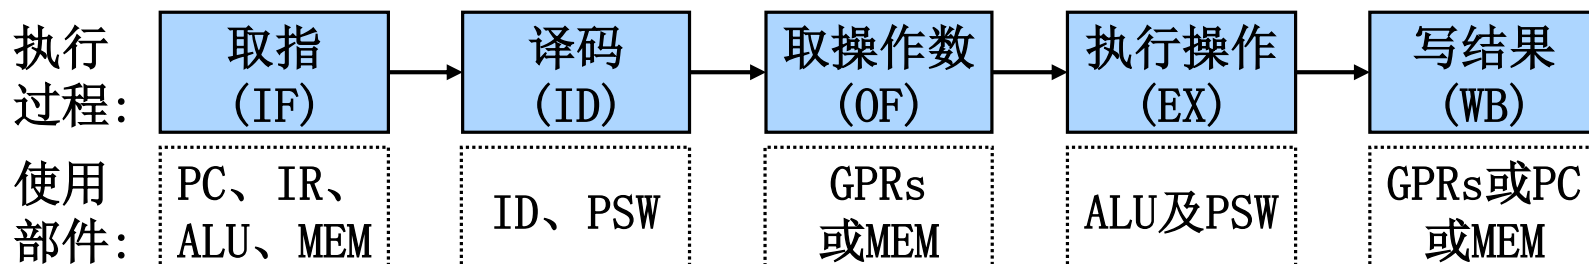 执行
过程:
取指
(IF)
译码
(ID)
取操作数
(OF)
执行操作
(EX)
写结果
(WB)
使用
部件:
PC、IR、
ALU、MEM
ID、PSW
GPRs
或MEM
ALU及PSW
GPRs或PC
或MEM